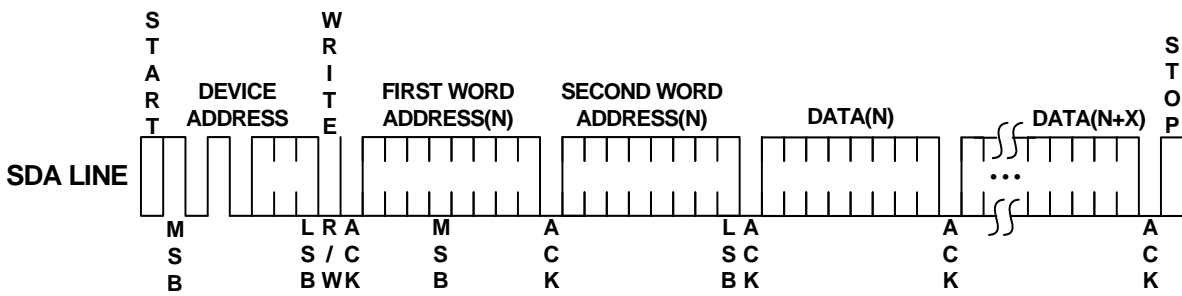 START
WRITE
STOP
DEVICE
ADDRESS
FIRST WORD
ADDRESS(N)
SECOND WORD
ADDRESS(N)
DATA(N)
DATA(N+X)
SDA LINE
...
MSB
LSB
R/W
ACK
MSB
ACK
LSB
ACK
ACK
ACK